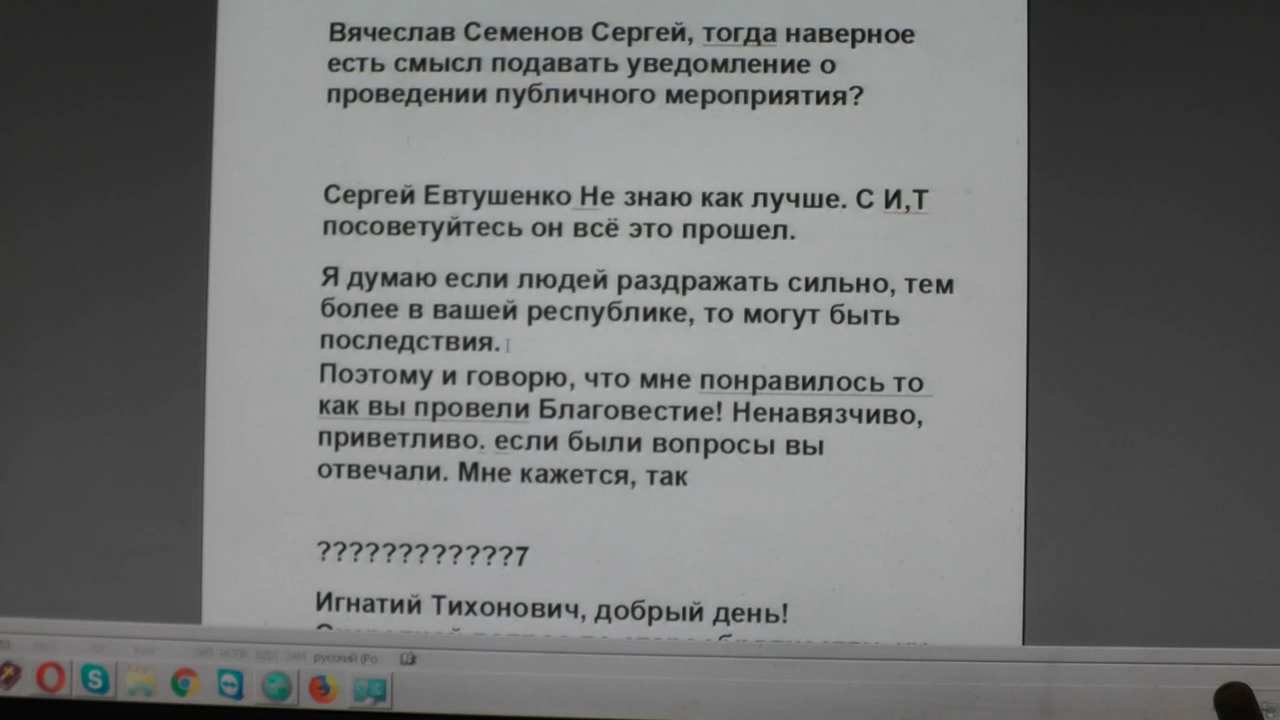 Вячеслав Семенов Сергей, тогда наверное
есть смысл подавать уведомление о
проведении публичного мероприятия?
Сергей Евтушенко Не знаю как лучше. С И,Т
посоветуйтесь он всё это прошел.
Я думаю если людей раздражать сильно, тем
более в вашей республике, то могут быть
последствия.
Поэтому и говорю, что мне понравилось то
как вы провели Благовестие! Ненавязчиво,
приветливо. если были вопросы вы
отвечали. Мне кажется, так
?????????????7
Игнатий Тихонович, добрый день!
русский (Ро